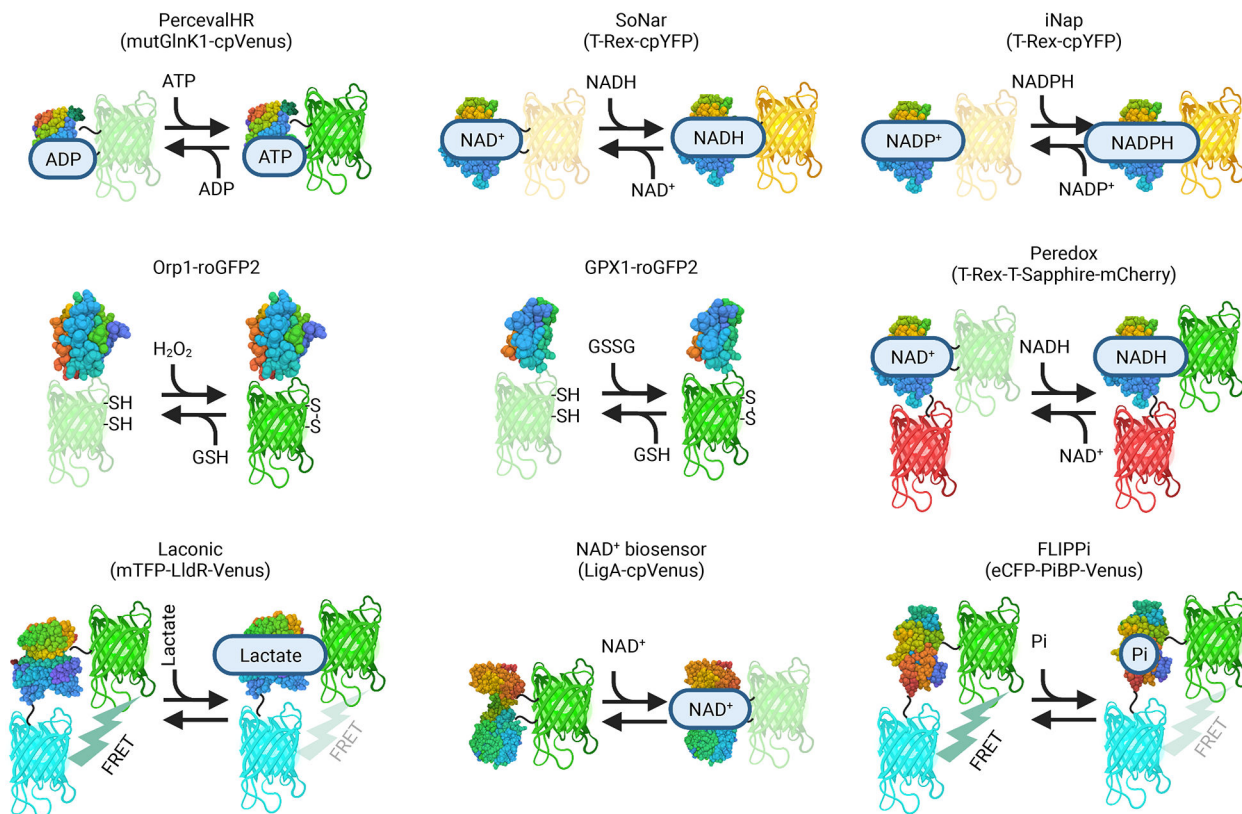 PercevalHR
(mutGlnK1-cpVenus)
ATP
ADP
ATP
ADP
SoNar
(T-Rex-cpYFP)
NADH
NAD⁺
NADH
NAD⁺
iNap
(T-Rex-cpYFP)
NADPH
NADP⁺
NADPH
NADP⁺
Orp1-roGFP2
H₂O₂
-SH
-SH
-S
-S
GSH
GPX1-roGFP2
GSSG
-SH
-SH
-S
-S
GSH
Peredox
(T-Rex-T-Sapphire-mCherry)
NADH
NAD⁺
NADH
NAD⁺
Laconic
(mTFP-LldR-Venus)
Lactate
Lactate
FRET
FRET
NAD⁺ biosensor
(LigA-cpVenus)
NAD⁺
NAD⁺
FLIPPi
(eCFP-PiBP-Venus)
Pi
Pi
FRET
FRET